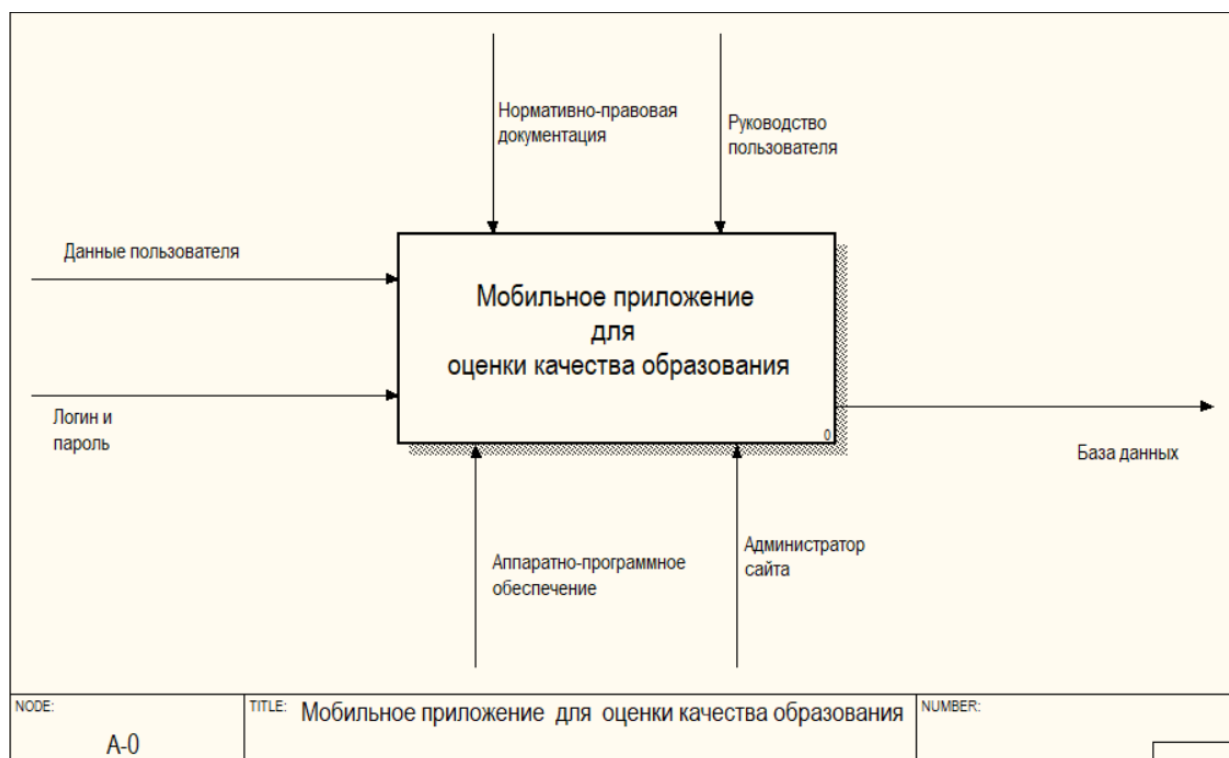 Нормативно-правовая
документация
Руководство
пользователя
Данные пользователя
Мобильное приложение
для
оценки качества образования
0
Логин и
пароль
База данных
Аппаратно-программное
обеспечение
Администратор
сайта
NODE:
A-0
TITLE: Мобильное приложение для оценки качества образования
NUMBER: